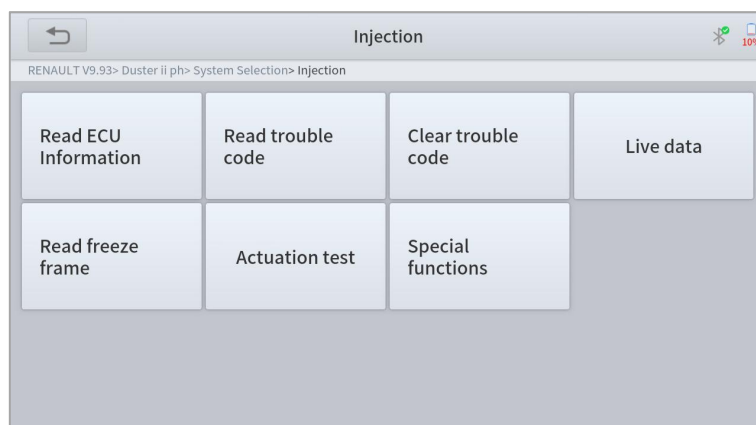 Injection
10%
RENAULT V9.93> Duster ii ph> System Selection> Injection
Read ECU
Information
Read trouble
code
Clear trouble
code
Live data
Read freeze
frame
Actuation test
Special
functions